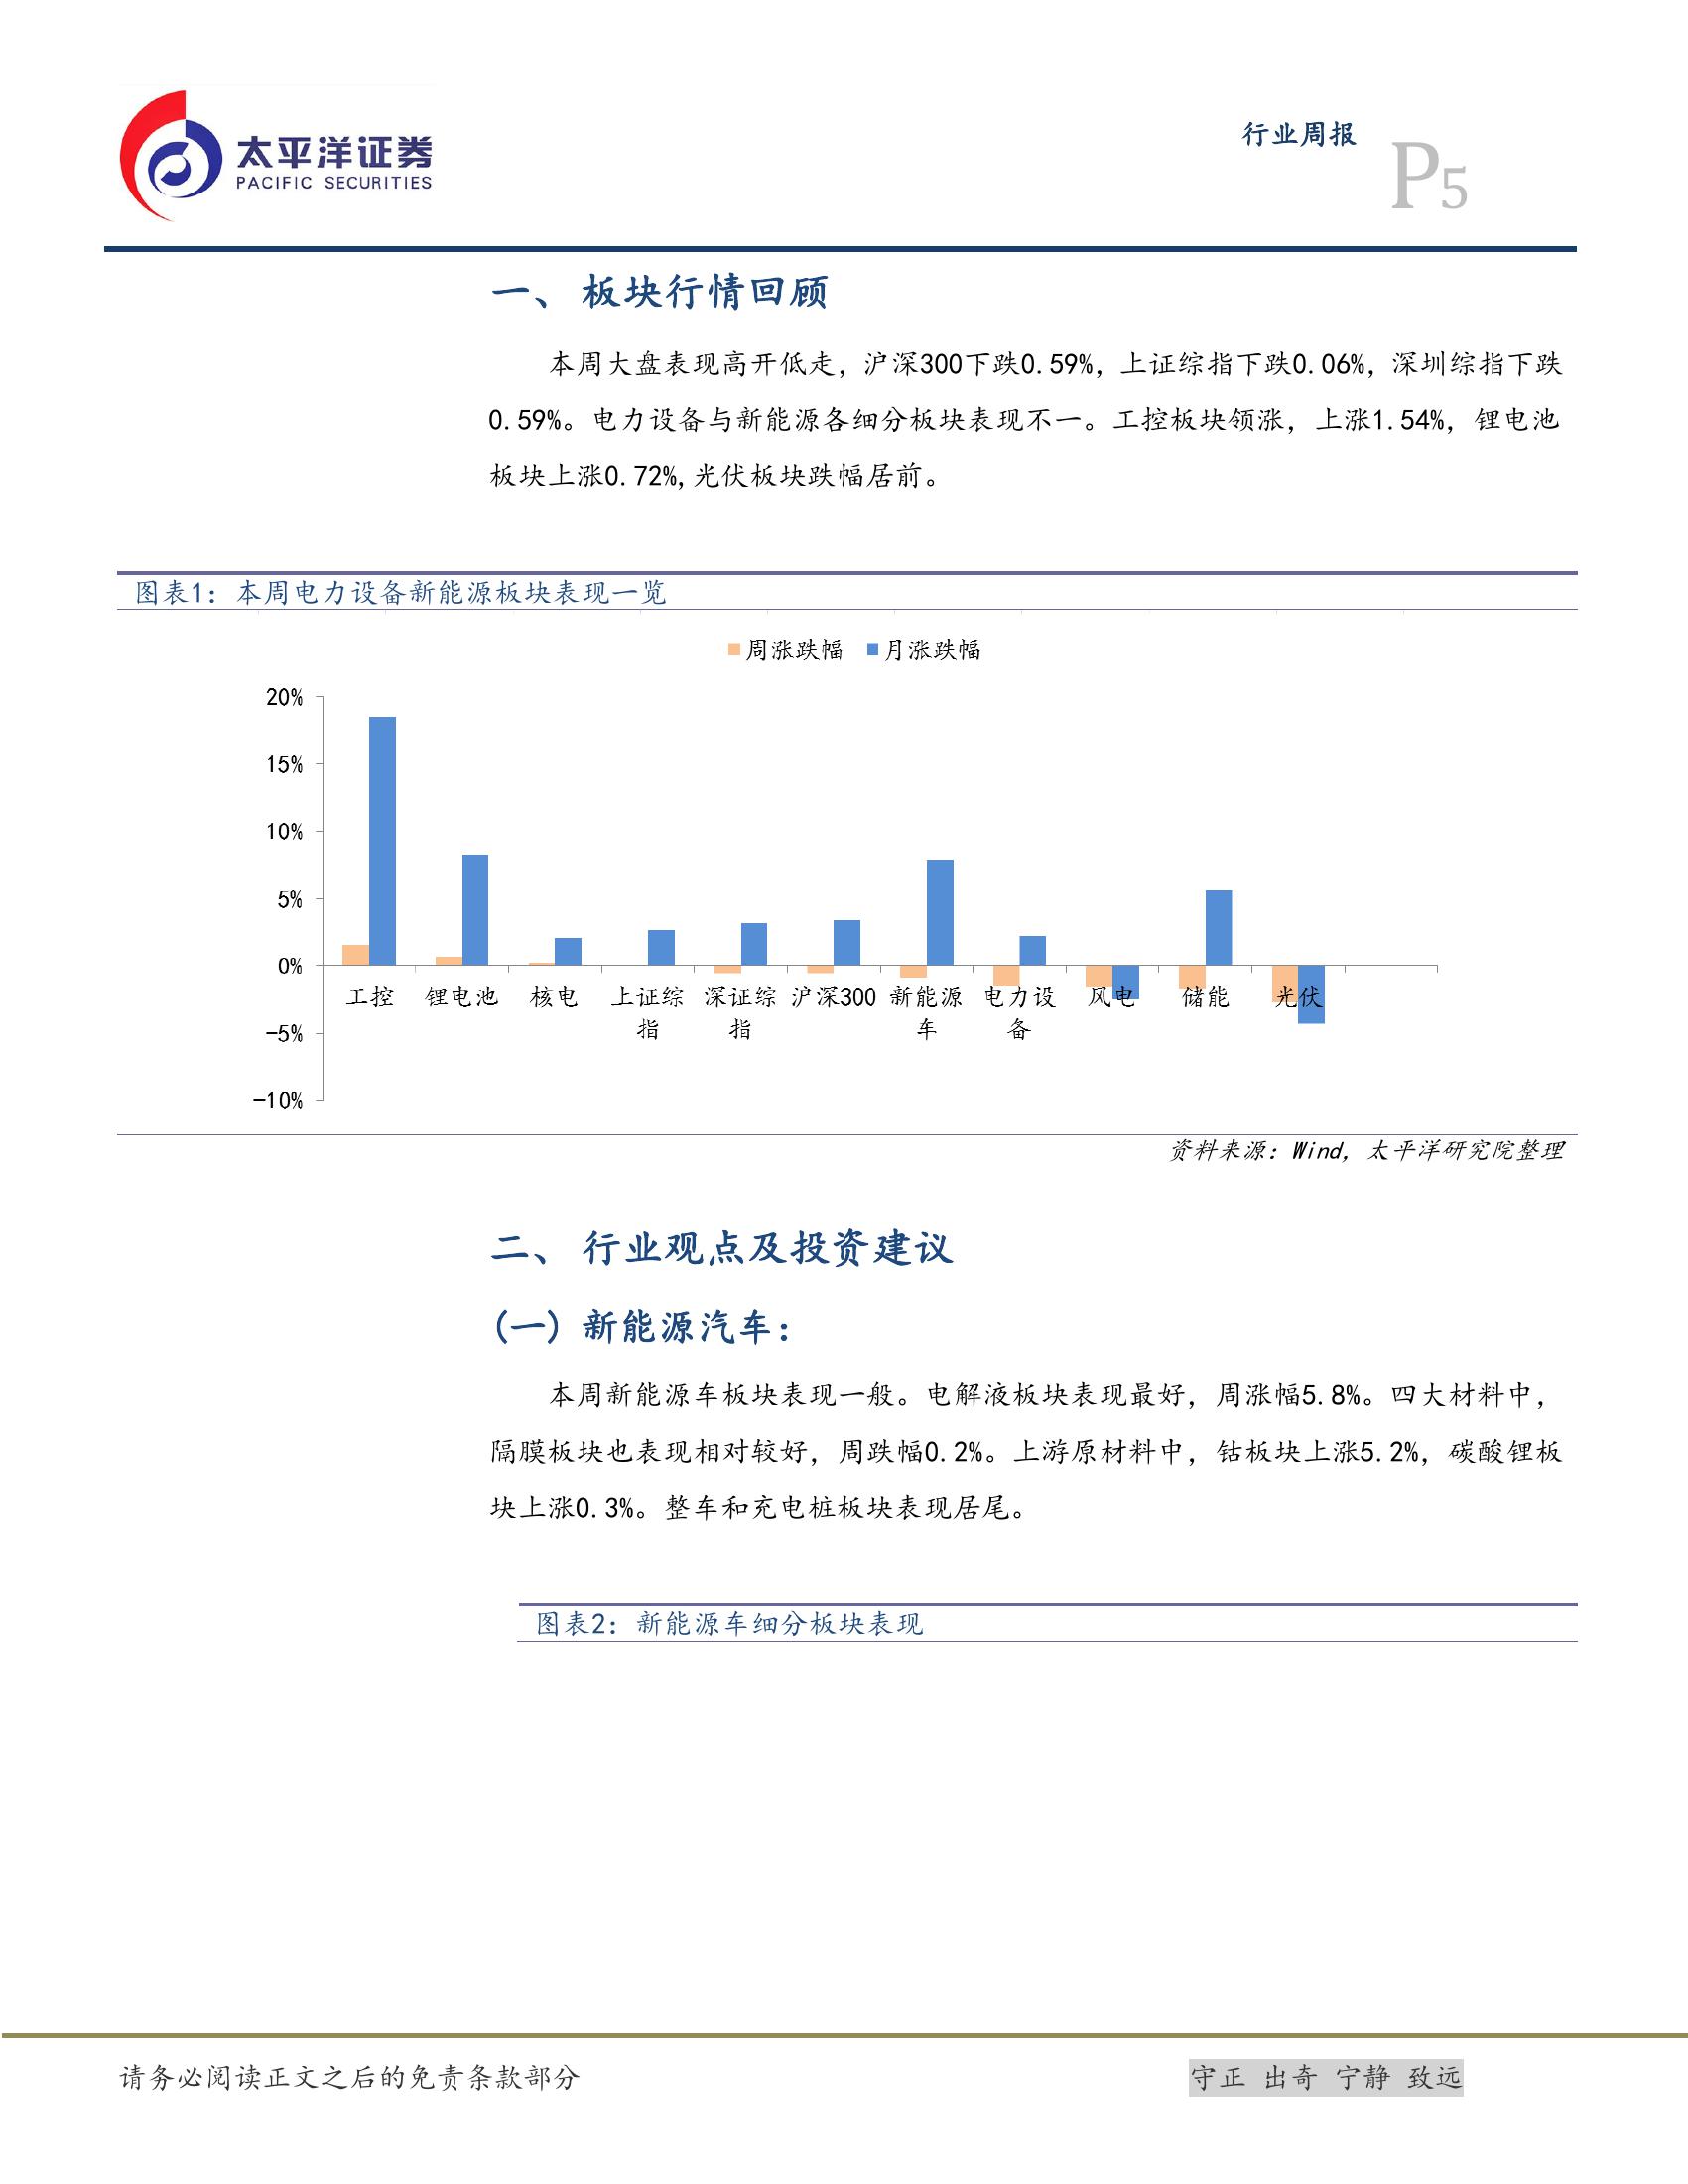 太平洋证券
PACIFIC SECURITIES
行业周报
P5
一、 板块行情回顾
本周大盘表现高开低走，沪深300下跌0.59%，上证综指下跌0.06%，深圳综指下跌
0.59%。电力设备与新能源各细分板块表现不一。工控板块领涨，上涨1.54%，锂电池
板块上涨0.72%,光伏板块跌幅居前。
图表1：本周电力设备新能源板块表现一览
周涨跌幅 月涨跌幅
20%
15%
10%
5%
0%
-5%
-10%
工控 锂电池 核电 上证综指 深证综指 沪深300 新能源车 电力设备 风电 储能 光伏
资料来源：Wind，太平洋研究院整理
二、 行业观点及投资建议
(一) 新能源汽车：
本周新能源车板块表现一般。电解液板块表现最好，周涨幅5.8%。四大材料中，
隔膜板块也表现相对较好，周跌幅0.2%。上游原材料中，钴板块上涨5.2%，碳酸锂板
块上涨0.3%。整车和充电桩板块表现居尾。
图表2：新能源车细分板块表现
请务必阅读正文之后的免责条款部分
守正 出奇 宁静 致远